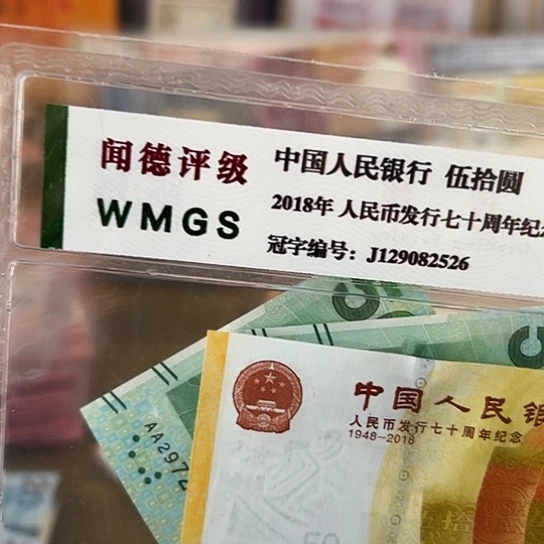 闻德评级
WMGS
中国人民银行 伍拾圆
2018年 人民币发行七十周年纪
冠字编号：J129082526
中国人民银
人民币发行七十周年纪念
1948-2018
AA297
50